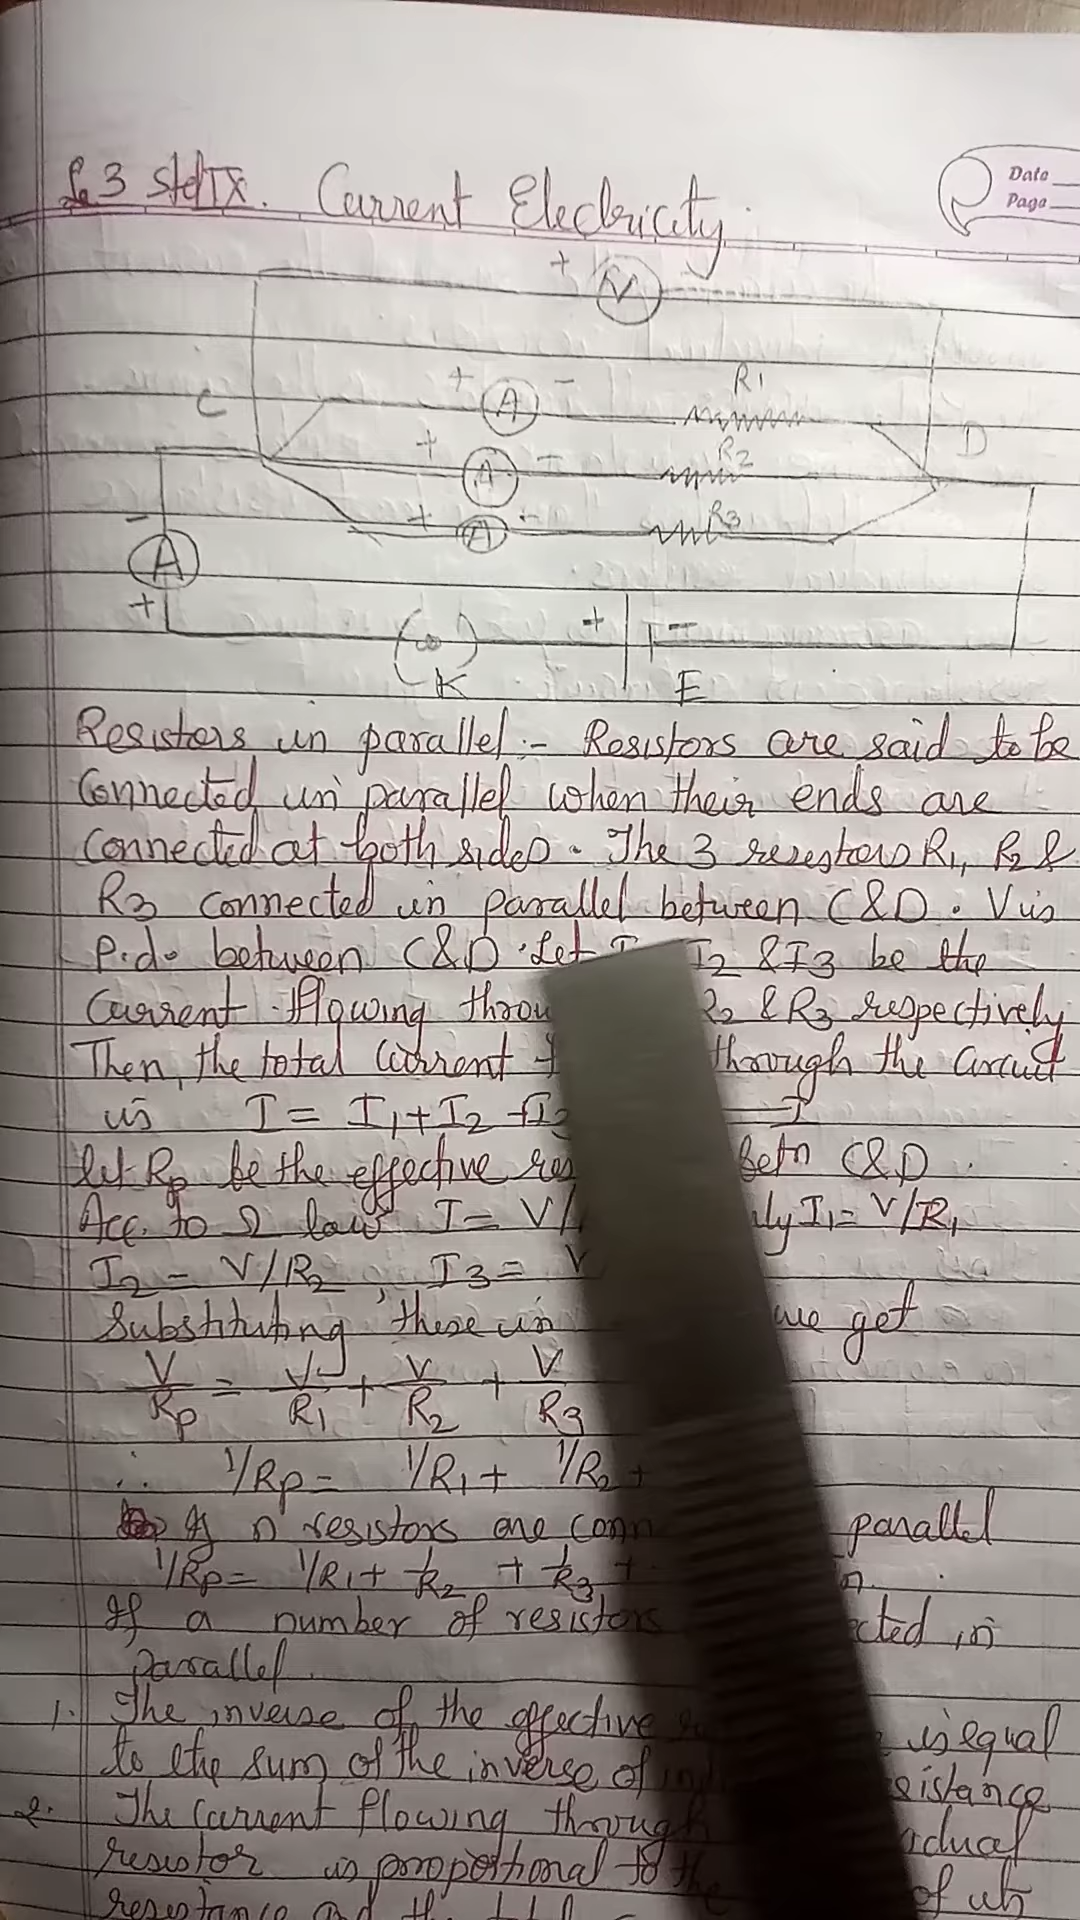 L 3 Std IX. Current Electricity.
Date
Page
+ V
C + A - R1
+ A - R2 D
+ A - R3
-
A
+
+ -
K E
Resistors in parallel :- Resistors are said to be
Connected in parallel when their ends are
connected at both sides. The 3 resistors R1, R2 &
R3 connected in parallel between C&D. V is
P.d. between C&D. Let I2 & I3 be the
Current flowing R2 & R3 respectively
Then, the total current through the circuit
is I = I1 + I2 + I3 — I
let Rp be the effective betn C&D.
Acc. to Ω law I = V/ I1 = V/R1
I2 = V/R2, I3 = V
Substituting these in we get
V/Rp = V/R1 + V/R2 + V/R3
∴ 1/Rp = 1/R1 + 1/R2 +
If n resistors are parallel
1/Rp = 1/R1 + 1/R2 + 1/R3 + n.
If a number of resistors in
parallel.
1. The inverse of the effective is equal
to the sum of the inverse of
2. The Current flowing
resistor is proportional to the of its